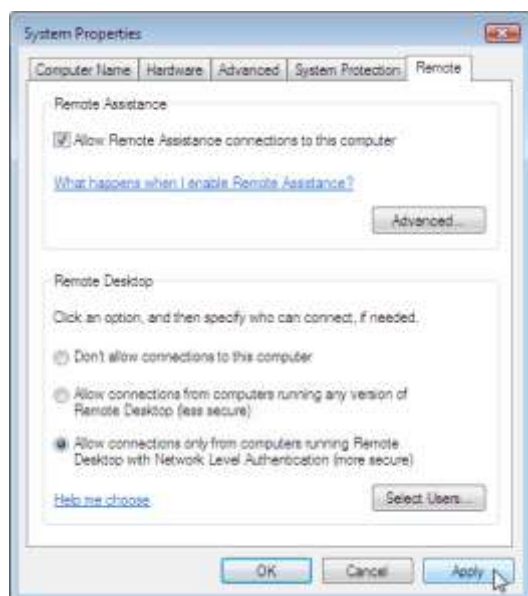 System Properties
Computer Name Hardware Advanced System Protection Remote
Remote Assistance
Allow Remote Assistance connections to this computer
What happens when I enable Remote Assistance?
Advanced...
Remote Desktop
Click an option, and then specify who can connect, if needed.
Don't allow connections to this computer
Allow connections from computers running any version of
Remote Desktop (less secure)
Allow connections only from computers running Remote
Desktop with Network Level Authentication (more secure)
Help me choose
Select Users...
OK Cancel Apply